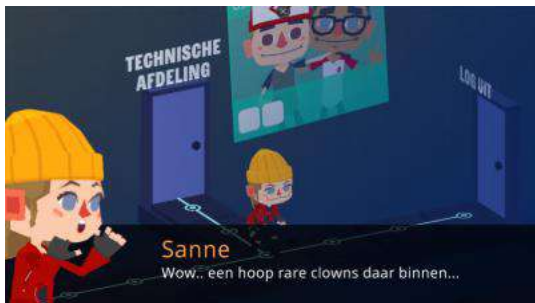 TECHNISCHE
AFDELING
LOG UIT
Sanne
Wow.. een hoop rare clowns daar binnen...